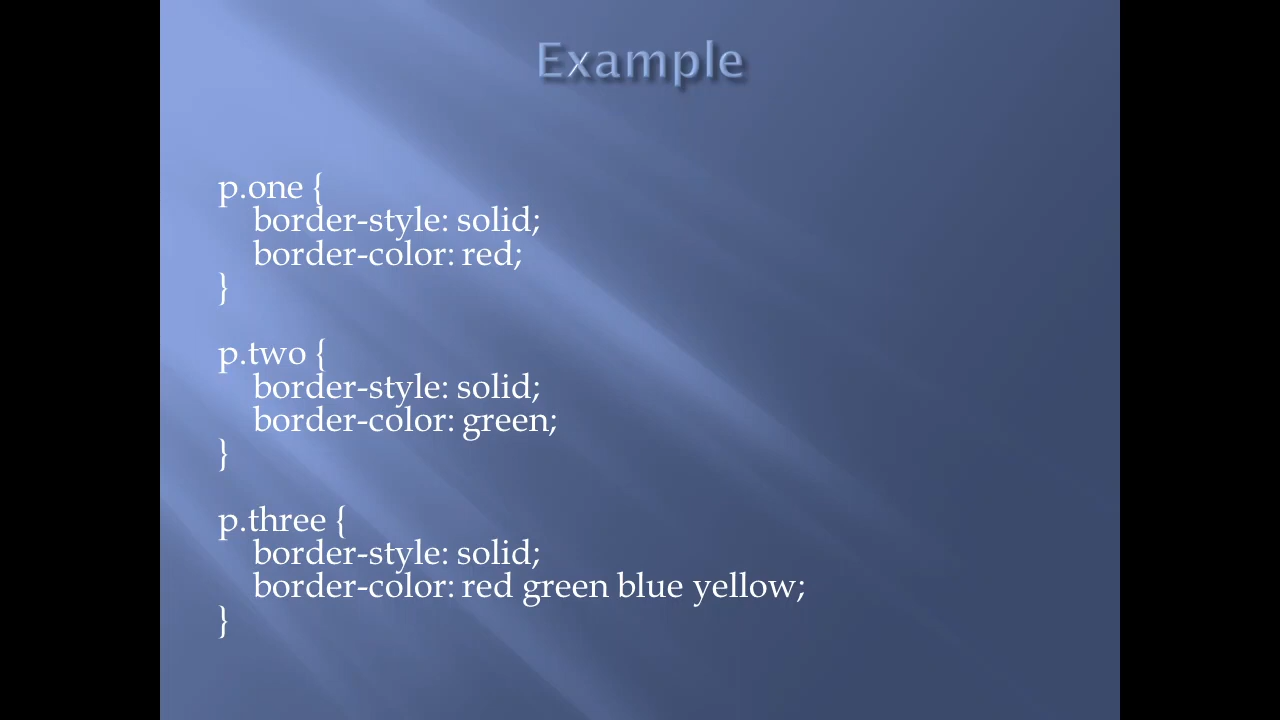 Example
p.one {
border-style: solid;
border-color: red;
}
p.two {
border-style: solid;
border-color: green;
}
p.three {
border-style: solid;
border-color: red green blue yellow;
}